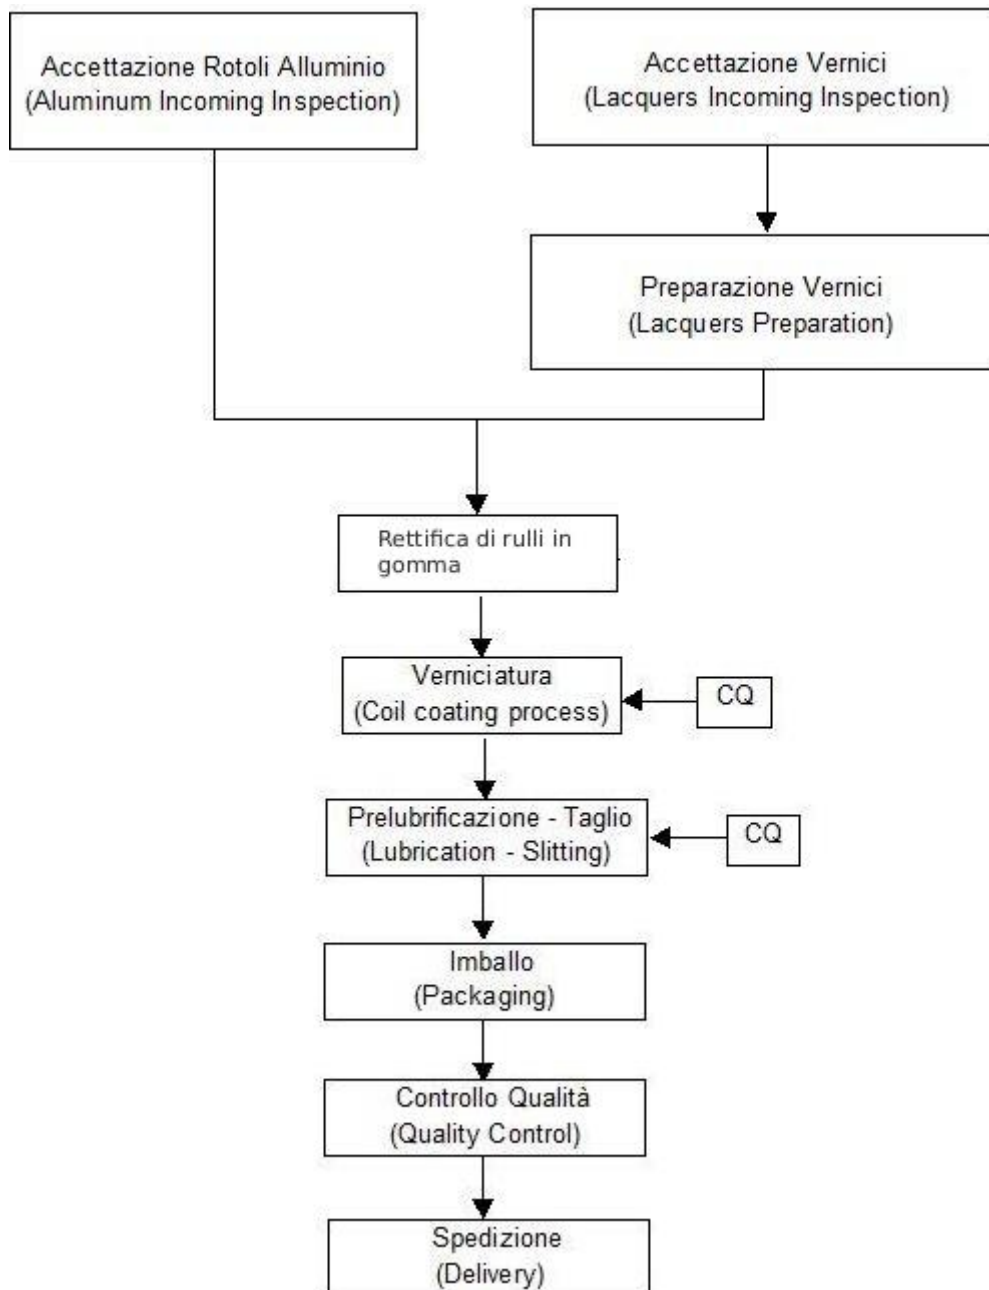 Accettazione Rotoli Alluminio
(Aluminum Incoming Inspection)
Accettazione Vernici
(Lacquers Incoming Inspection)
Preparazione Vernici
(Lacquers Preparation)
Rettifica di rulli in
gomma
Verniciatura
(Coil coating process)
CQ
Prelubrificazione - Taglio
(Lubrication - Slitting)
CQ
Imballo
(Packaging)
Controllo Qualità
(Quality Control)
Spedizione
(Delivery)